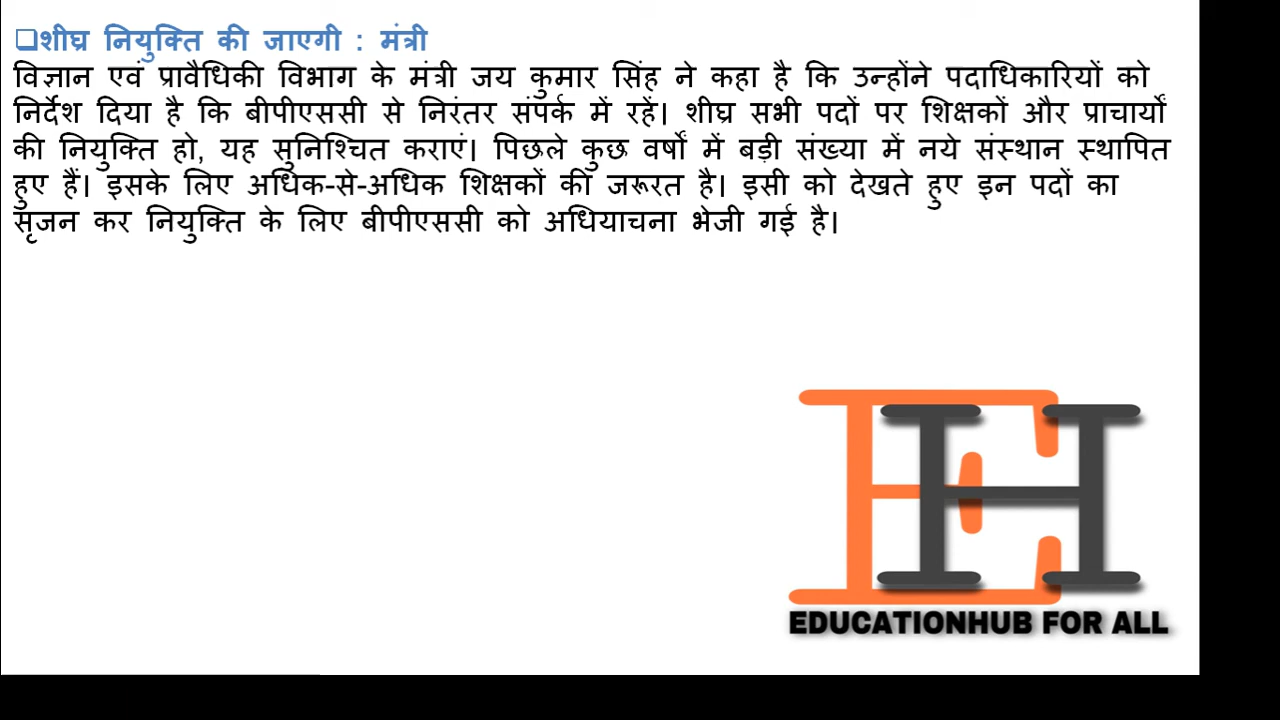 ❑शीघ्र नियुक्ति की जाएगी : मंत्री
विज्ञान एवं प्रावैधिकी विभाग के मंत्री जय कुमार सिंह ने कहा है कि उन्होंने पदाधिकारियों को
निर्देश दिया है कि बीपीएससी से निरंतर संपर्क में रहें। शीघ्र सभी पदों पर शिक्षकों और प्राचार्यों
की नियुक्ति हो, यह सुनिश्चित कराएं। पिछले कुछ वर्षों में बड़ी संख्या में नये संस्थान स्थापित
हुए हैं। इसके लिए अधिक-से-अधिक शिक्षकों की जरूरत है। इसी को देखते हुए इन पदों का
सृजन कर नियुक्ति के लिए बीपीएससी को अधियाचना भेजी गई है।
EH
EDUCATIONHUB FOR ALL